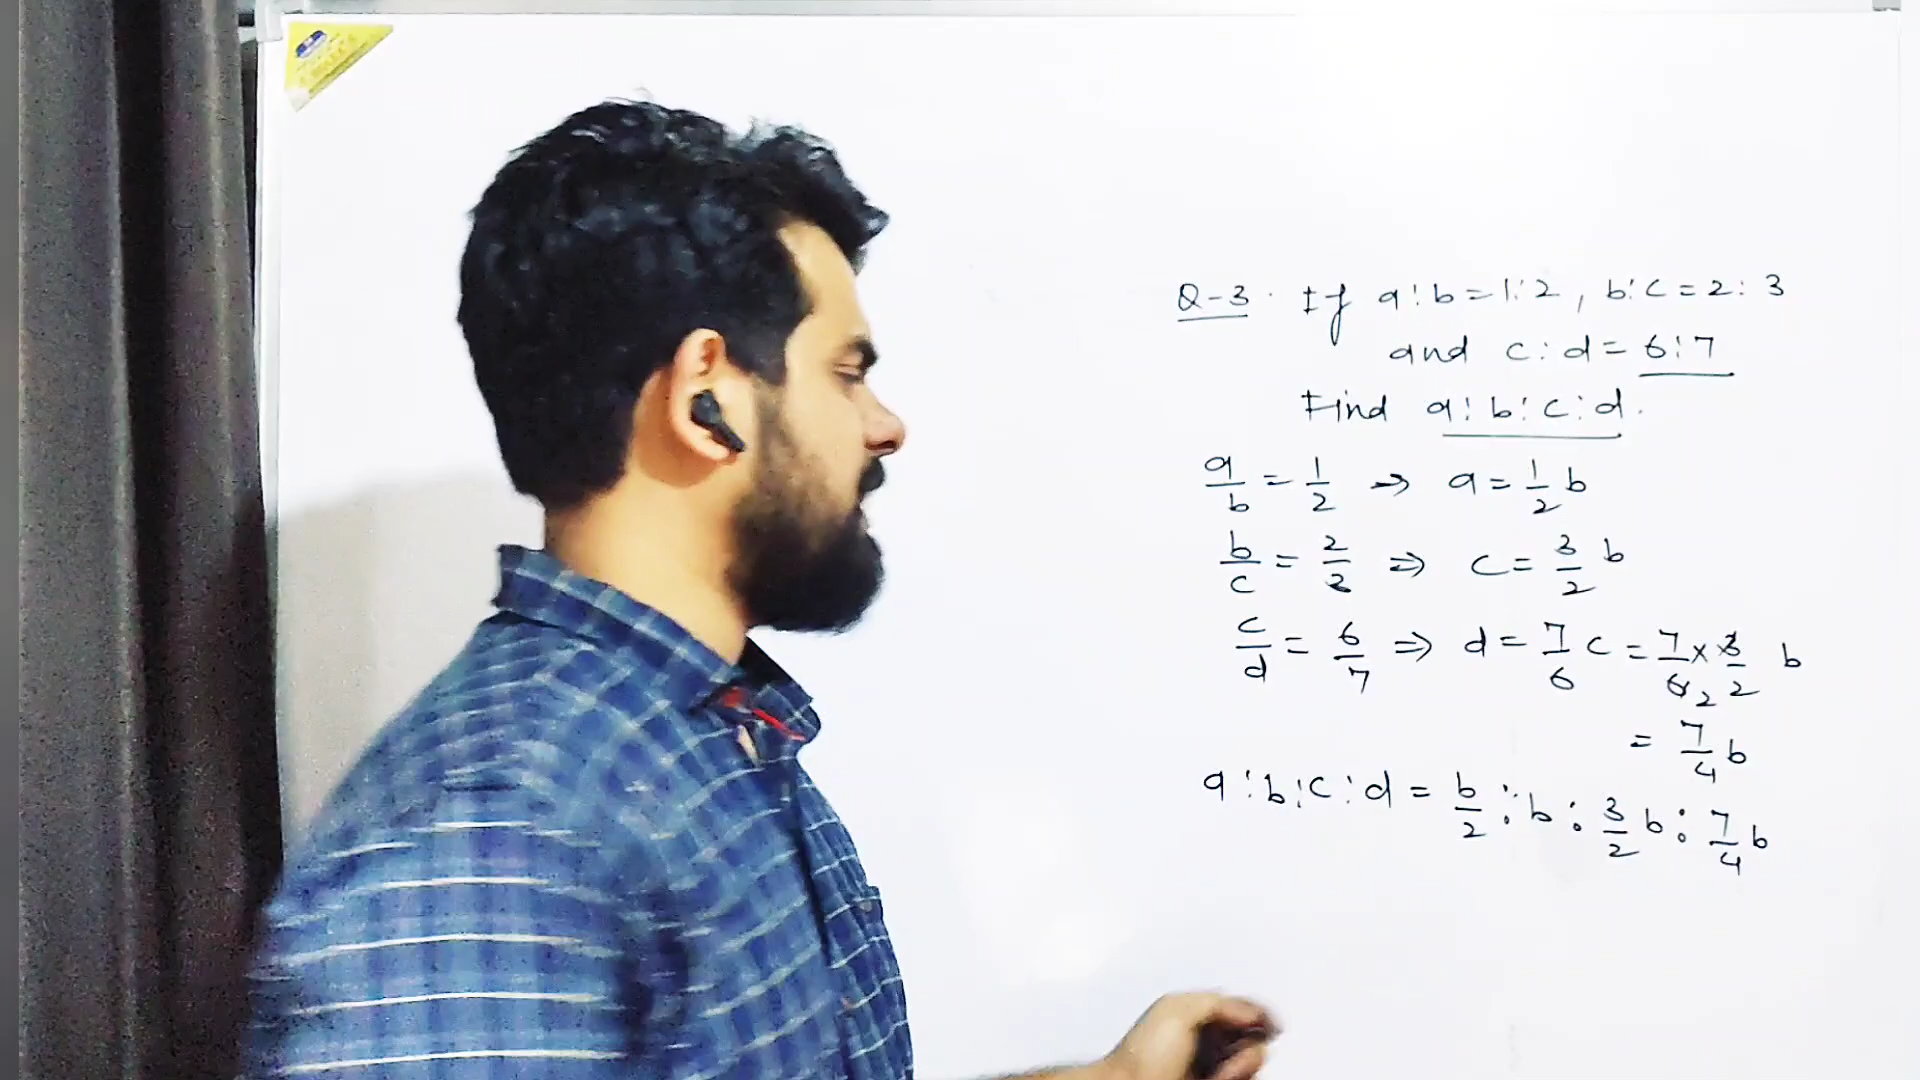 Q-3. If a:b=1:2, b:c=2:3
and c:d=6:7
Find a:b:c:d.
a/b = 1/2 → a = 1/2 b
b/c = 2/3 ⇒ c = 3/2 b
c/d = 6/7 ⇒ d = 7/6 c = 7/6 2 × 3/2 b
= 7/4 b
a:b:c:d = b/2 : b : 3/2 b : 7/4 b